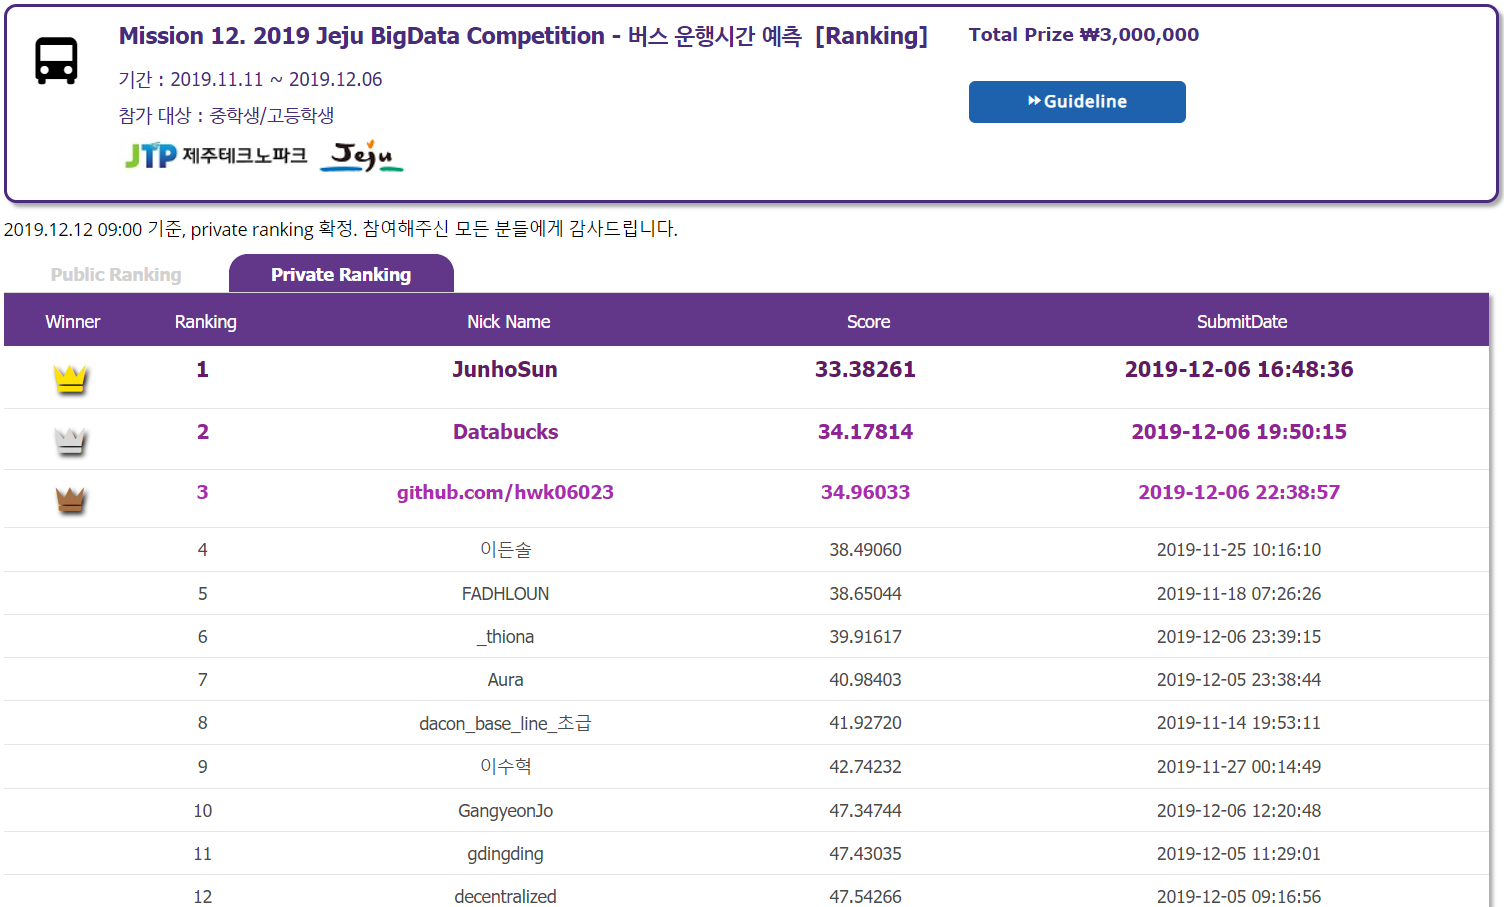 Mission 12. 2019 Jeju BigData Competition - 버스 운행시간 예측 [Ranking]
Total Prize ₩3,000,000
기간 : 2019.11.11 ~ 2019.12.06
Guideline
참가 대상 : 중학생/고등학생
JTP 제주테크노파크 Jeju
2019.12.12 09:00 기준, private ranking 확정. 참여해주신 모든 분들에게 감사드립니다.
Public Ranking Private Ranking
Winner Ranking Nick Name Score SubmitDate
1 JunhoSun 33.38261 2019-12-06 16:48:36
2 Databucks 34.17814 2019-12-06 19:50:15
3 github.com/hwk06023 34.96033 2019-12-06 22:38:57
4 이든솔 38.49060 2019-11-25 10:16:10
5 FADHLOUN 38.65044 2019-11-18 07:26:26
6 _thiona 39.91617 2019-12-06 23:39:15
7 Aura 40.98403 2019-12-05 23:38:44
8 dacon_base_line_초급 41.92720 2019-11-14 19:53:11
9 이수혁 42.74232 2019-11-27 00:14:49
10 GangyeonJo 47.34744 2019-12-06 12:20:48
11 gdingding 47.43035 2019-12-05 11:29:01
12 decentralized 47.54266 2019-12-05 09:16:56